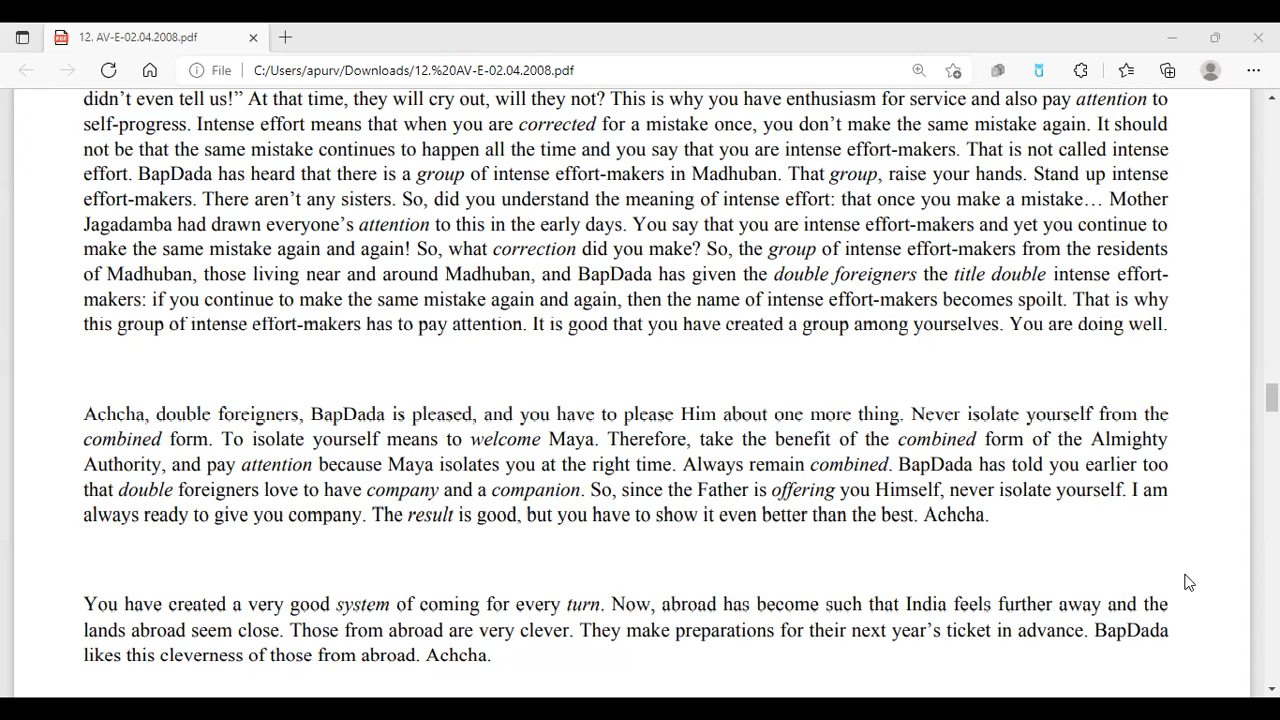 12. AV-E-02.04.2008.pdf
File C:/Users/apurv/Downloads/12.%20AV-E-02.04.2008.pdf
didn’t even tell us!” At that time, they will cry out, will they not? This is why you have enthusiasm for service and also pay attention to
self-progress. Intense effort means that when you are corrected for a mistake once, you don’t make the same mistake again. It should
not be that the same mistake continues to happen all the time and you say that you are intense effort-makers. That is not called intense
effort. BapDada has heard that there is a group of intense effort-makers in Madhuban. That group, raise your hands. Stand up intense
effort-makers. There aren’t any sisters. So, did you understand the meaning of intense effort: that once you make a mistake… Mother
Jagadamba had drawn everyone’s attention to this in the early days. You say that you are intense effort-makers and yet you continue to
make the same mistake again and again! So, what correction did you make? So, the group of intense effort-makers from the residents
of Madhuban, those living near and around Madhuban, and BapDada has given the double foreigners the title double intense effort-
makers: if you continue to make the same mistake again and again, then the name of intense effort-makers becomes spoilt. That is why
this group of intense effort-makers has to pay attention. It is good that you have created a group among yourselves. You are doing well.
Achcha, double foreigners, BapDada is pleased, and you have to please Him about one more thing. Never isolate yourself from the
combined form. To isolate yourself means to welcome Maya. Therefore, take the benefit of the combined form of the Almighty
Authority, and pay attention because Maya isolates you at the right time. Always remain combined. BapDada has told you earlier too
that double foreigners love to have company and a companion. So, since the Father is offering you Himself, never isolate yourself. I am
always ready to give you company. The result is good, but you have to show it even better than the best. Achcha.
You have created a very good system of coming for every turn. Now, abroad has become such that India feels further away and the
lands abroad seem close. Those from abroad are very clever. They make preparations for their next year’s ticket in advance. BapDada
likes this cleverness of those from abroad. Achcha.